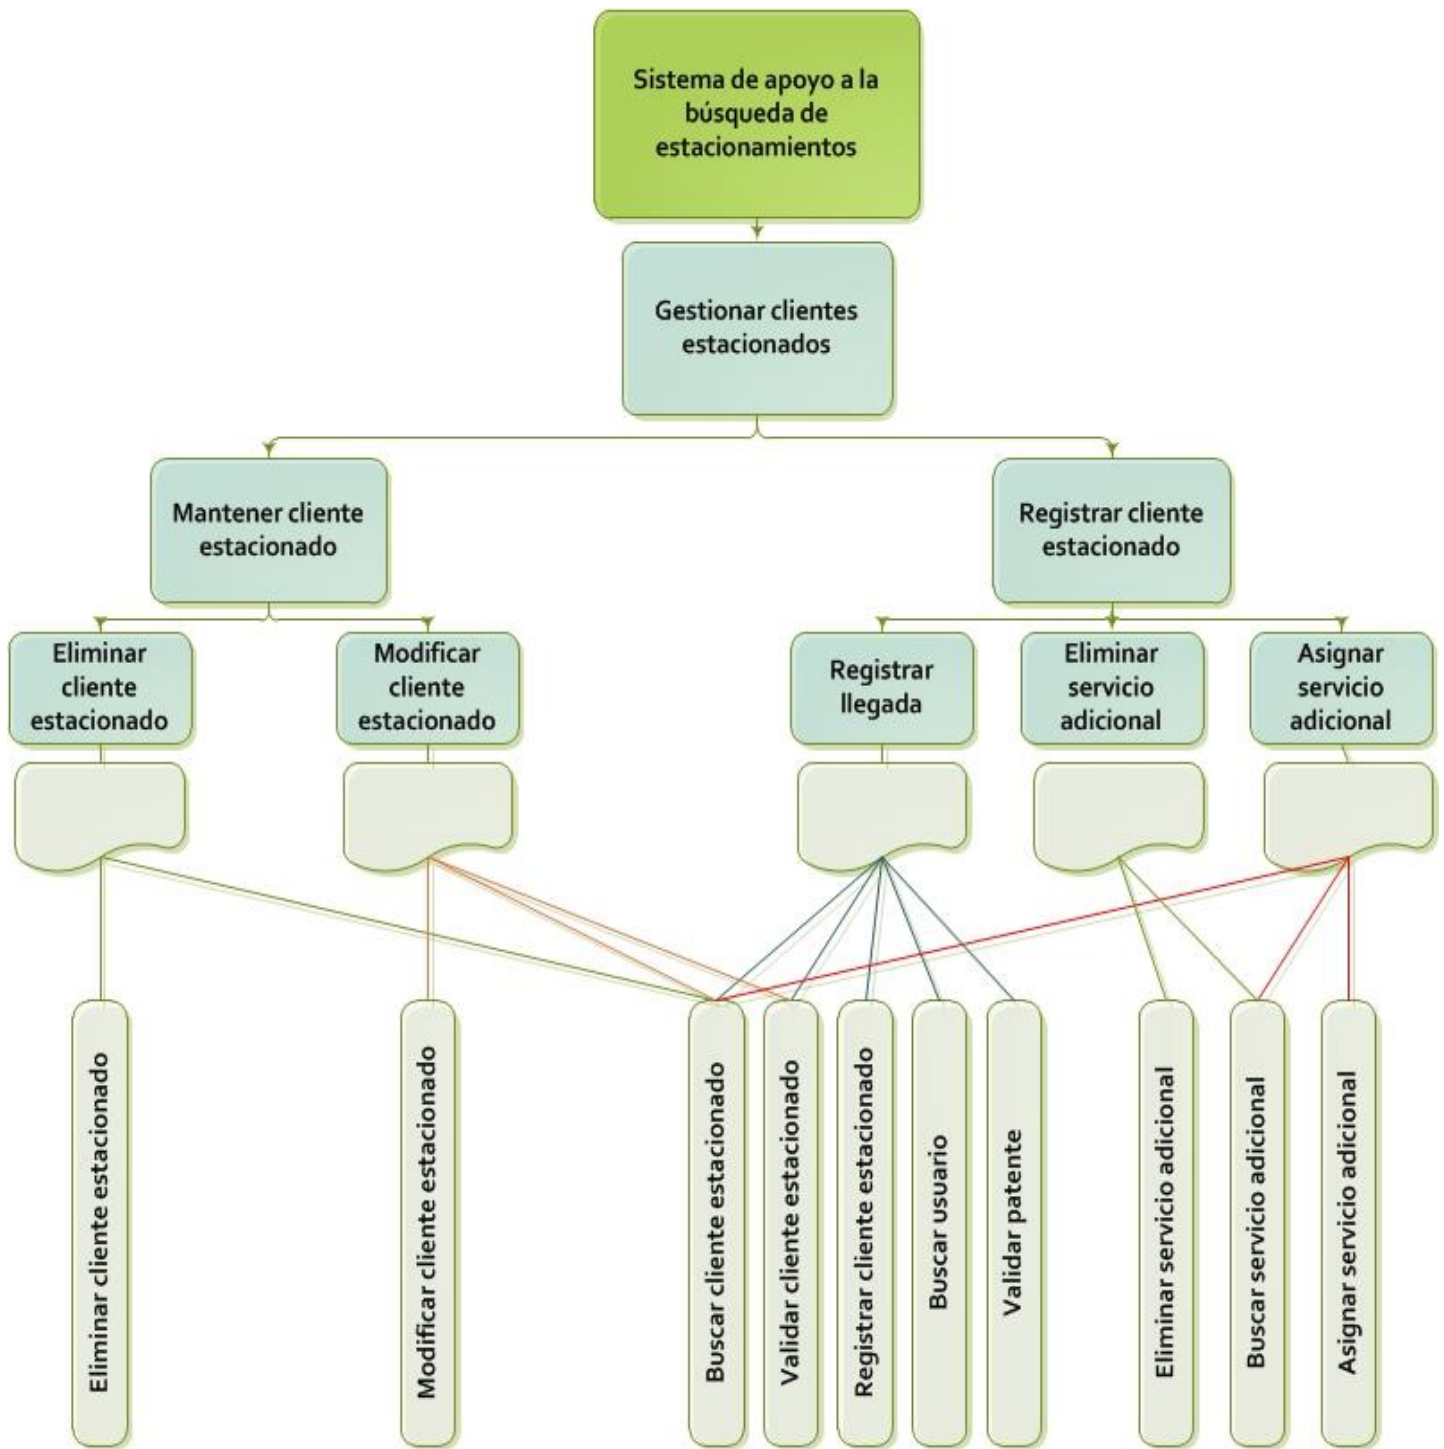 Sistema de apoyo a la
búsqueda de
estacionamientos
Gestionar clientes
estacionados
Mantener cliente
estacionado
Registrar cliente
estacionado
Eliminar
cliente
estacionado
Modificar
cliente
estacionado
Registrar
llegada
Eliminar
servicio
adicional
Asignar
servicio
adicional
Eliminar cliente estacionado
Modificar cliente estacionado
Buscar cliente estacionado
Validar cliente estacionado
Registrar cliente estacionado
Buscar usuario
Validar patente
Eliminar servicio adicional
Buscar servicio adicional
Asignar servicio adicional